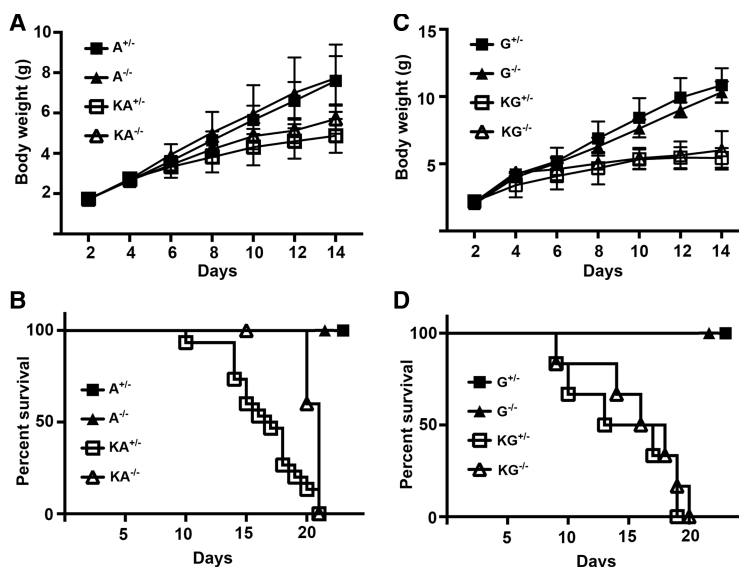 A
Body weight (g)
10
8
6
4
2
A+/-
A-/-
KA+/-
KA-/-
2 4 6 8 10 12 14
Days
C
Body weight (g)
15
10
5
G+/-
G-/-
KG+/-
KG-/-
2 4 6 8 10 12 14
Days
B
Percent survival
100
50
0
A+/-
A-/-
KA+/-
KA-/-
5 10 15 20
Days
D
Percent survival
100
50
0
G+/-
G-/-
KG+/-
KG-/-
5 10 15 20
Days